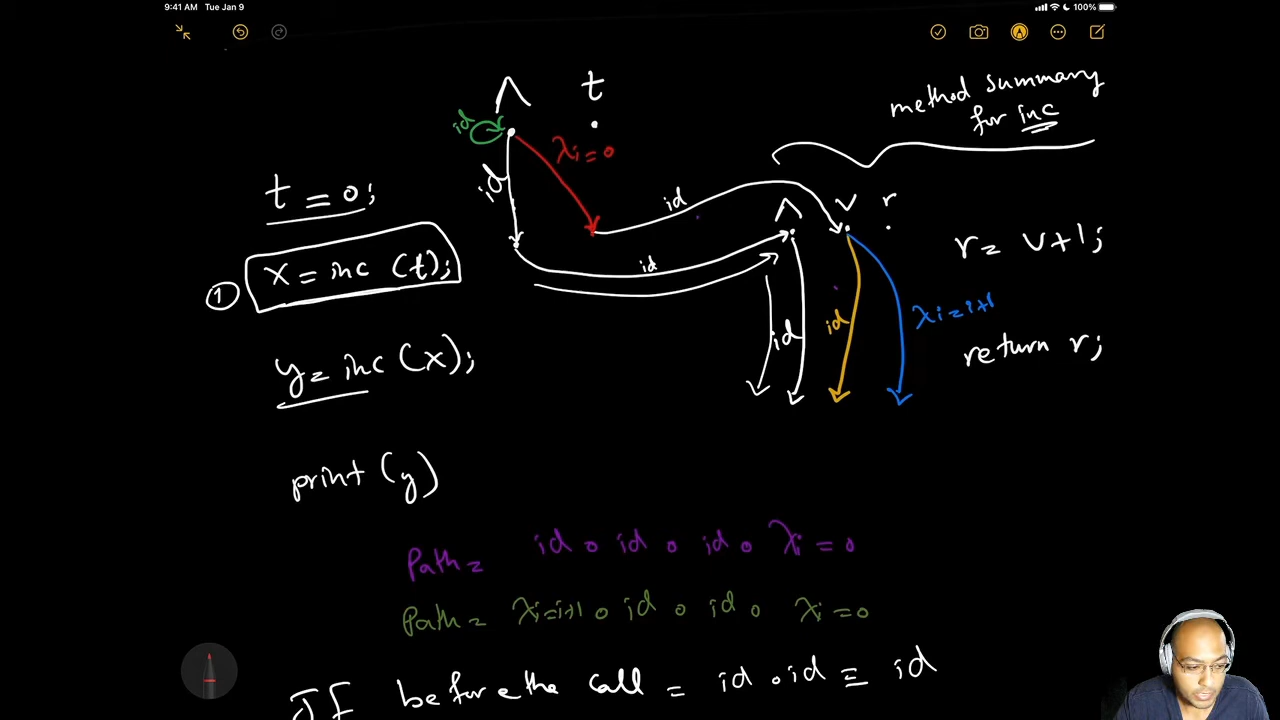 9:41 AM Tue Jan 9
100%
Λ t
method summary
for inc
id
id
λi=0
t = 0;
id
Λ v r
r = v+1;
① x = inc (t);
id
id
id
λi=i+1
return r;
y = inc (x);
print (y)
Path = id ∘ id ∘ id ∘ λi = 0
Path = λi=i+1 ∘ id ∘ id ∘ λi=0
JF before the call = id ∘ id ≡ id